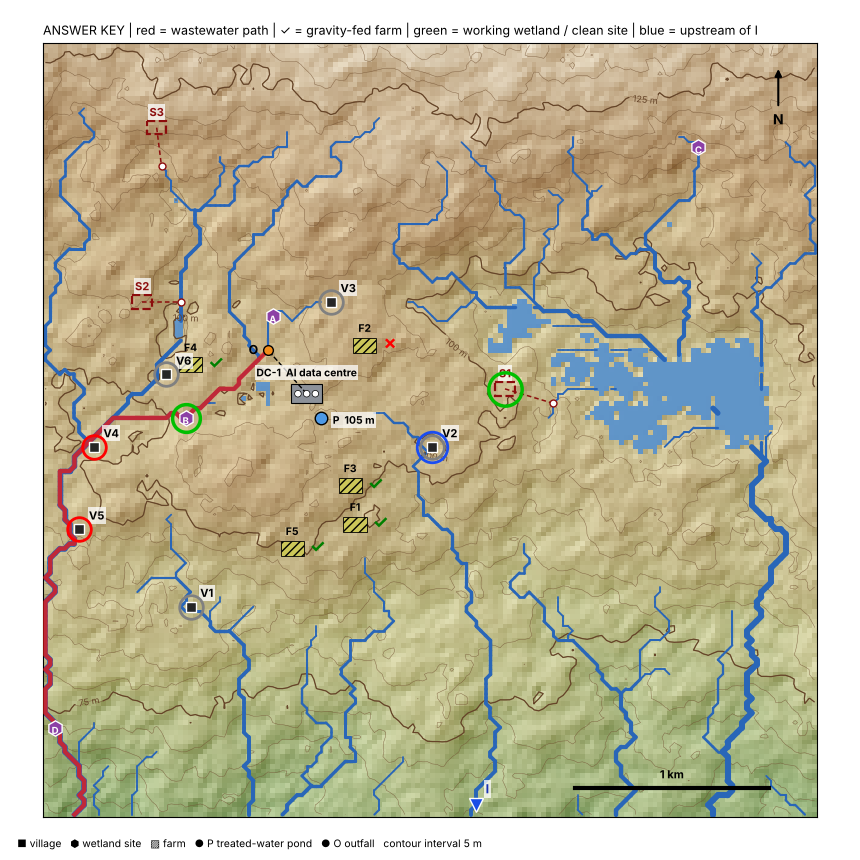 ANSWER KEY | red = wastewater path | ✓ = gravity-fed farm | green = working wetland / clean site | blue = upstream of I
125 m
N
S3
C
S2
V3
A
F2
F4
V6
O
100 m
DC-1 AI data centre
S1
B
P 105 m
V4
V2
F3
V5
F1
F5
V1
75 m
D
I
1 km
village
wetland site
farm
P treated-water pond
O outfall
contour interval 5 m